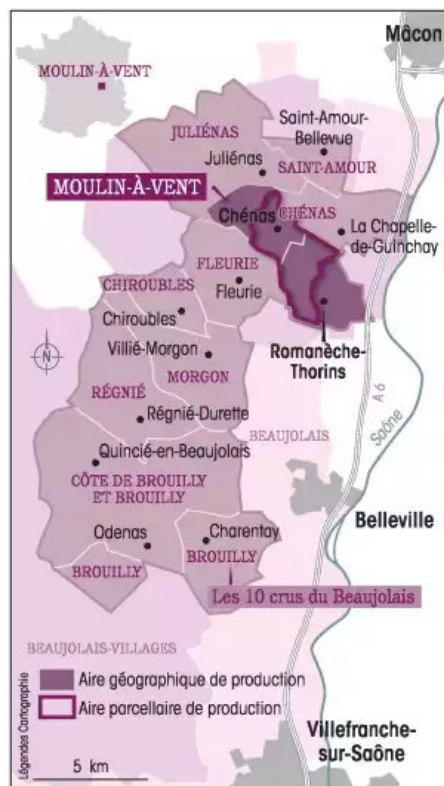 Mâcon
MOULIN-À-VENT
JULIÉNAS
Saint-Amour-
Bellevue
Juliénas
SAINT-AMOUR
MOULIN-À-VENT
Chénas
CHÉNAS
La Chapelle-
de-Guinchay
FLEURIE
Fleurie
CHIROUBLES
Chiroubles
Romanèche-
Thorins
Villié-Morgon
MORGON
N
RÉGNIÉ
Régnié-Durette
A 6
Saône
BEAUJOLAIS
Quincié-en-Beaujolais
CÔTE DE BROUILLY
ET BROUILLY
Belleville
Odenas
Charentay
BROUILLY
BROUILLY
Les 10 crus du Beaujolais
BEAUJOLAIS-VILLAGES
Aire géographique de production
Aire parcellaire de production
Légendes Cartographie
Villefranche-
sur-Saône
5 km